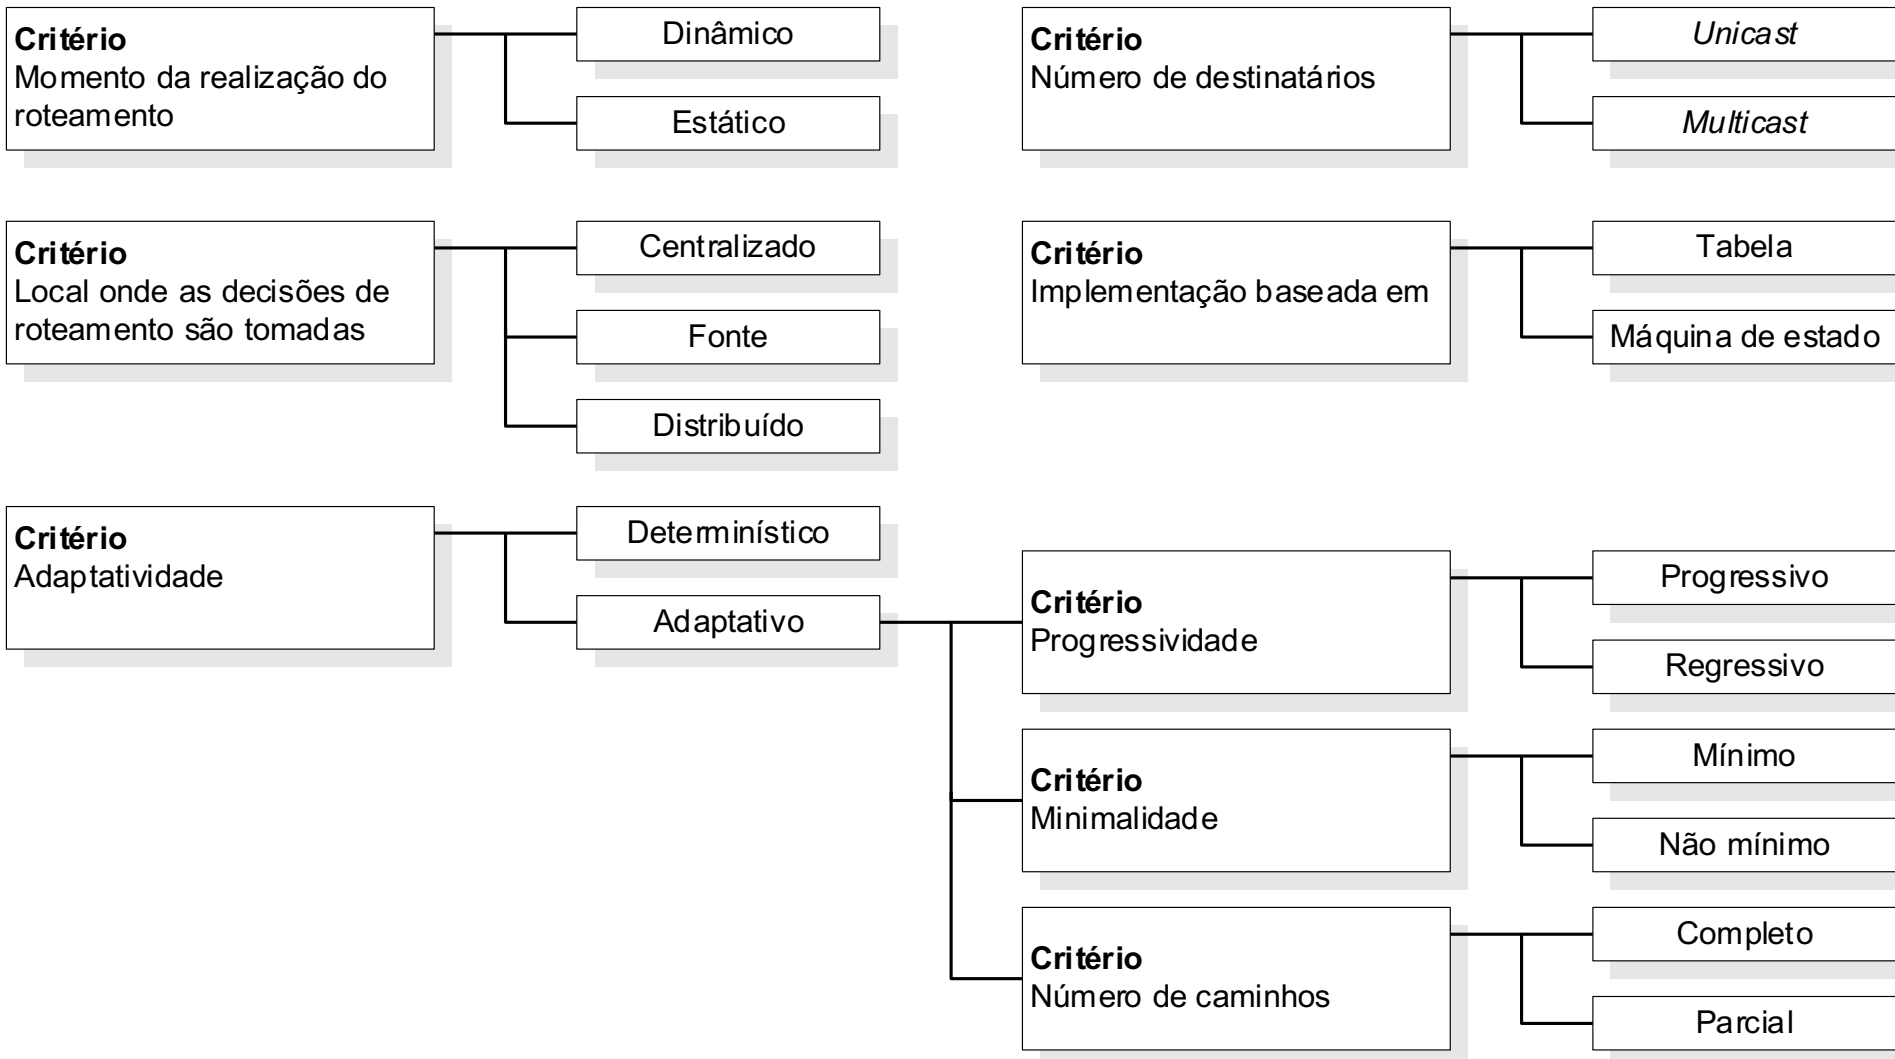 Critério
Momento da realização do
roteamento
Dinâmico
Estático
Critério
Número de destinatários
Unicast
Multicast
Critério
Local onde as decisões de
roteamento são tomadas
Centralizado
Fonte
Distribuído
Critério
Implementação baseada em
Tabela
Máquina de estado
Critério
Adaptatividade
Determinístico
Adaptativo
Critério
Progressividade
Progressivo
Regressivo
Critério
Minimalidade
Mínimo
Não mínimo
Critério
Número de caminhos
Completo
Parcial